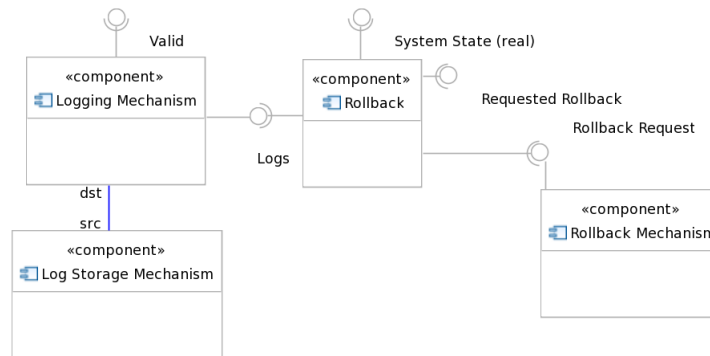 Valid
System State (real)
«component»
Logging Mechanism
«component»
Rollback
Requested Rollback
Rollback Request
Logs
dst
src
«component»
Log Storage Mechanism
«component»
Rollback Mechanism